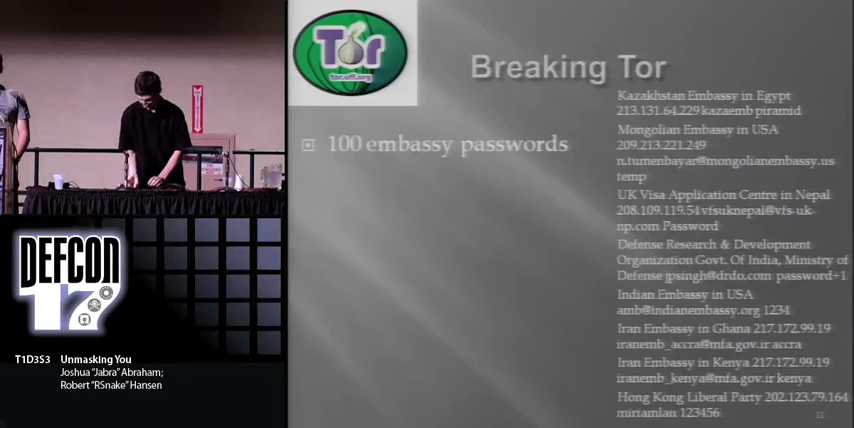 Tor
tor.eff.org
Breaking Tor
100 embassy passwords
Kazakhstan Embassy in Egypt
213.131.64.229 kazaemb piramid
Mongolian Embassy in USA
209.213.221.249
n.tumenbayar@mongolianembassy.us
temp
UK Visa Application Centre in Nepal
208.109.119.54 vfsuknepal@vfs-uk-
np.com Password
Defense Research & Development
Organization Govt. Of India, Ministry of
Defense jpsingh@drdo.com password+1
Indian Embassy in USA
amb@indianembassy.org 1234
Iran Embassy in Ghana 217.172.99.19
iranemb_accra@mfa.gov.ir accra
Iran Embassy in Kenya 217.172.99.19
iranemb_kenya@mfa.gov.ir kenya
Hong Kong Liberal Party 202.123.79.164
miriamlau 123456
11
DEFCON
17
T1D3S3 Unmasking You
Joshua “Jabra” Abraham;
Robert “RSnake” Hansen